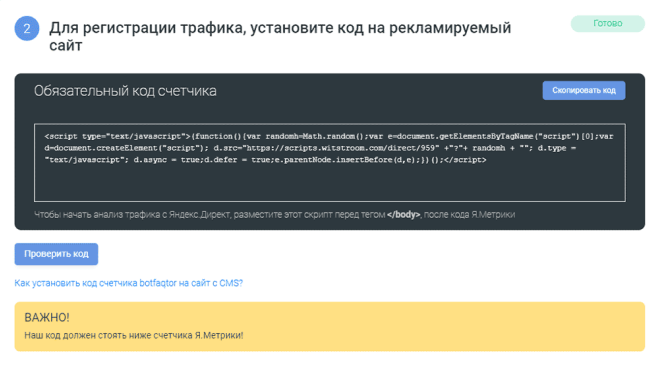 2
Для регистрации трафика, установите код на рекламируемый
сайт
Готово
Обязательный код счетчика
Скопировать код
<script type="text/javascript">(function(){var randomh=Math.random();var e=document.getElementsByTagName("script")[0];var
d=document.createElement("script"); d.src="https://scripts.witstroom.com/direct/959" +"?"+ randomh + ""; d.type =
"text/javascript"; d.async = true;d.defer = true;e.parentNode.insertBefore(d,e);})();</script>
Чтобы начать анализ трафика с Яндекс.Директ, разместите этот скрипт перед тегом </body>, после кода Я.Метрики
Проверить код
Как установить код счетчика botfaqtor на сайт с CMS?
ВАЖНО!
Наш код должен стоять ниже счетчика Я.Метрики!